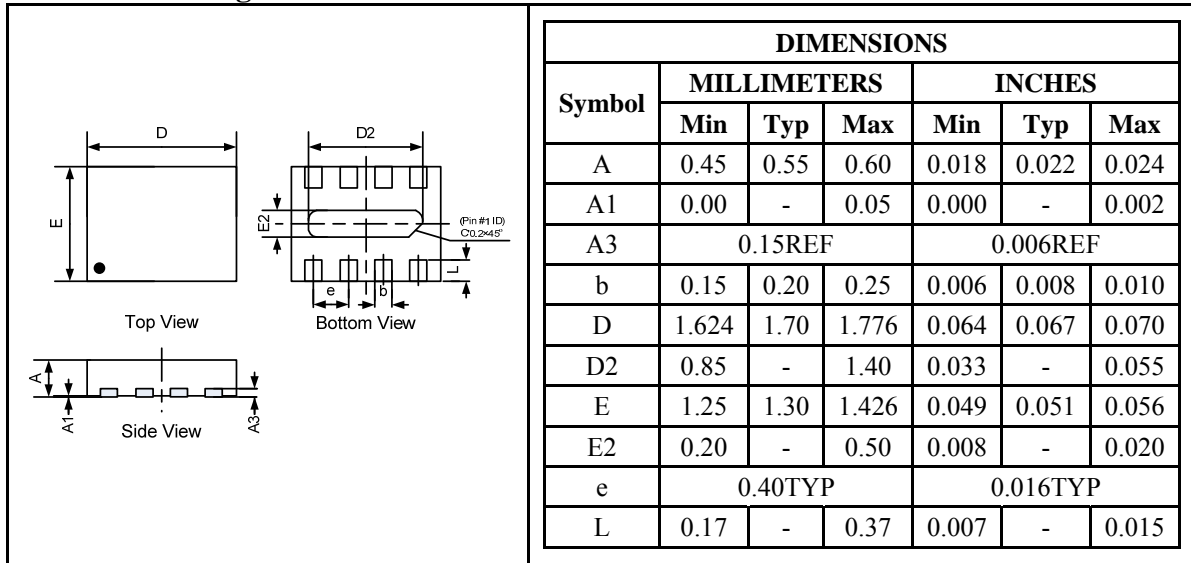 D
E
Top View
D2
E2
(Pin #1 ID)
C0.2×45°
L
e
b
Bottom View
A
A1
A3
Side View
DIMENSIONS
Symbol MILLIMETERS INCHES
Min Typ Max Min Typ Max
A 0.45 0.55 0.60 0.018 0.022 0.024
A1 0.00 - 0.05 0.000 - 0.002
A3 0.15REF 0.006REF
b 0.15 0.20 0.25 0.006 0.008 0.010
D 1.624 1.70 1.776 0.064 0.067 0.070
D2 0.85 - 1.40 0.033 - 0.055
E 1.25 1.30 1.426 0.049 0.051 0.056
E2 0.20 - 0.50 0.008 - 0.020
e 0.40TYP 0.016TYP
L 0.17 - 0.37 0.007 - 0.015